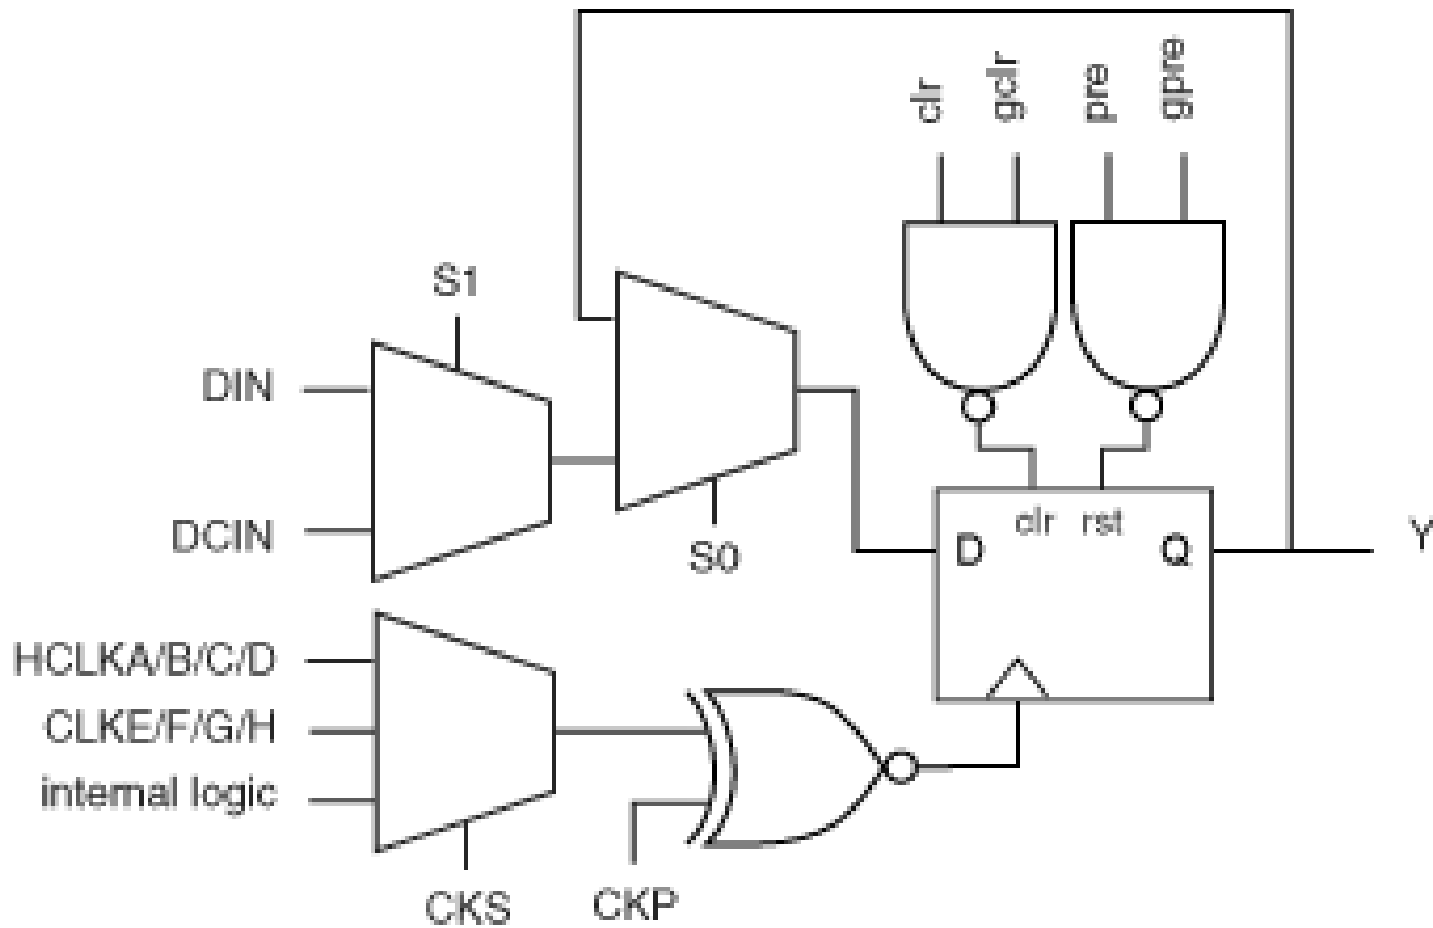 clr
gclr
pre
gpre
S1
DIN
DCIN
S0
clr rst
D
Q
Y
HCLKA/B/C/D
CLKE/F/G/H
internal logic
CKS
CKP